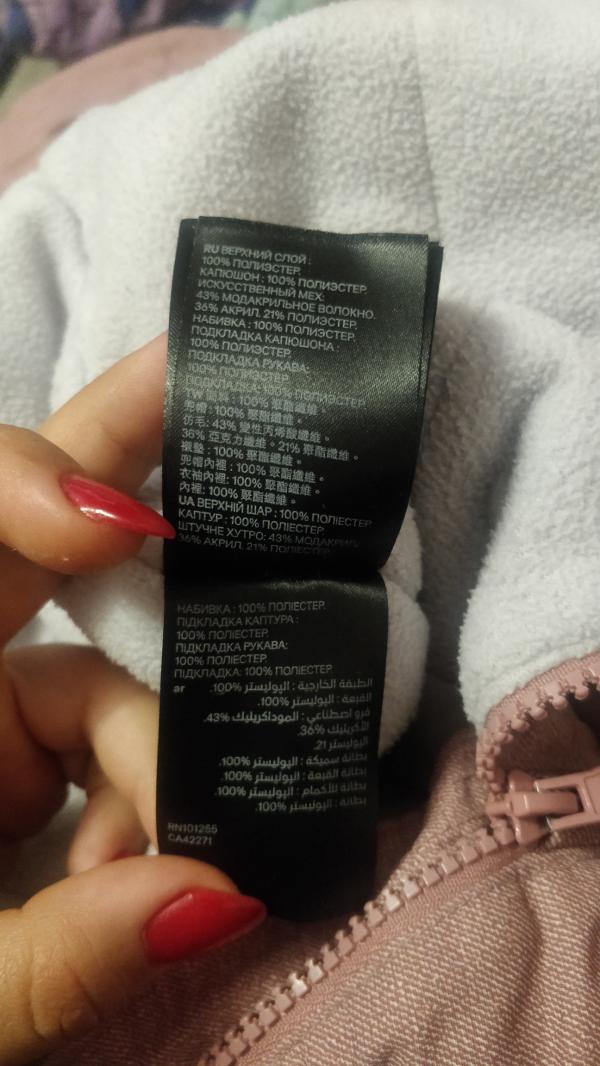 RU ВЕРХНИЙ СЛОЙ :
100% ПОЛИЭСТЕР.
КАПЮШОН : 100% ПОЛИЭСТЕР.
ИСКУССТВЕННЫЙ МЕХ:
43% МОДАКРИЛЬНОЕ ВОЛОКНО.
36% АКРИЛ. 21% ПОЛИЭСТЕР.
НАБИВКА : 100% ПОЛИЭСТЕР.
ПОДКЛАДКА КАПЮШОНА :
100% ПОЛИЭСТЕР.
ПОДКЛАДКА РУКАВА:
100% ПОЛИЭСТЕР.
ПОДКЛАДКА: 100% ПОЛИЭСТЕР.
TW 面料 : 100% 聚酯纖維。
兜帽 : 100% 聚酯纖維。
仿毛: 43% 變性丙烯酸纖維。
36% 亞克力纖維。21% 聚酯纖維。
襯墊 : 100% 聚酯纖維。
兜帽內裡 : 100% 聚酯纖維。
衣袖內裡 : 100% 聚酯纖維。
內裡: 100% 聚酯纖維。
UA ВЕРХНІЙ ШАР : 100% ПОЛІЕСТЕР.
КАПТУР : 100% ПОЛІЕСТЕР.
ШТУЧНЕ ХУТРО: 43% МОДАКРИЛ.
36% АКРИЛ. 21% ПОЛІЕСТЕР.
НАБИВКА : 100% ПОЛІЕСТЕР.
ПІДКЛАДКА КАПТУРА :
100% ПОЛІЕСТЕР.
ПІДКЛАДКА РУКАВА:
100% ПОЛІЕСТЕР.
ПІДКЛАДКА: 100% ПОЛІЕСТЕР.
ar الطبقة الخارجية : البوليستر 100%.
القبعة : البوليستر 100%.
فرو اصطناعي : الموداكريليك 43%.
الأكريليك 36%.
البوليستر 21.
بطانة سميكة : البوليستر 100%.
بطانة القبعة : البوليستر 100%.
بطانة للأكمام : البوليستر 100%.
بطانة : البوليستر 100%.
RN101255
CA42271